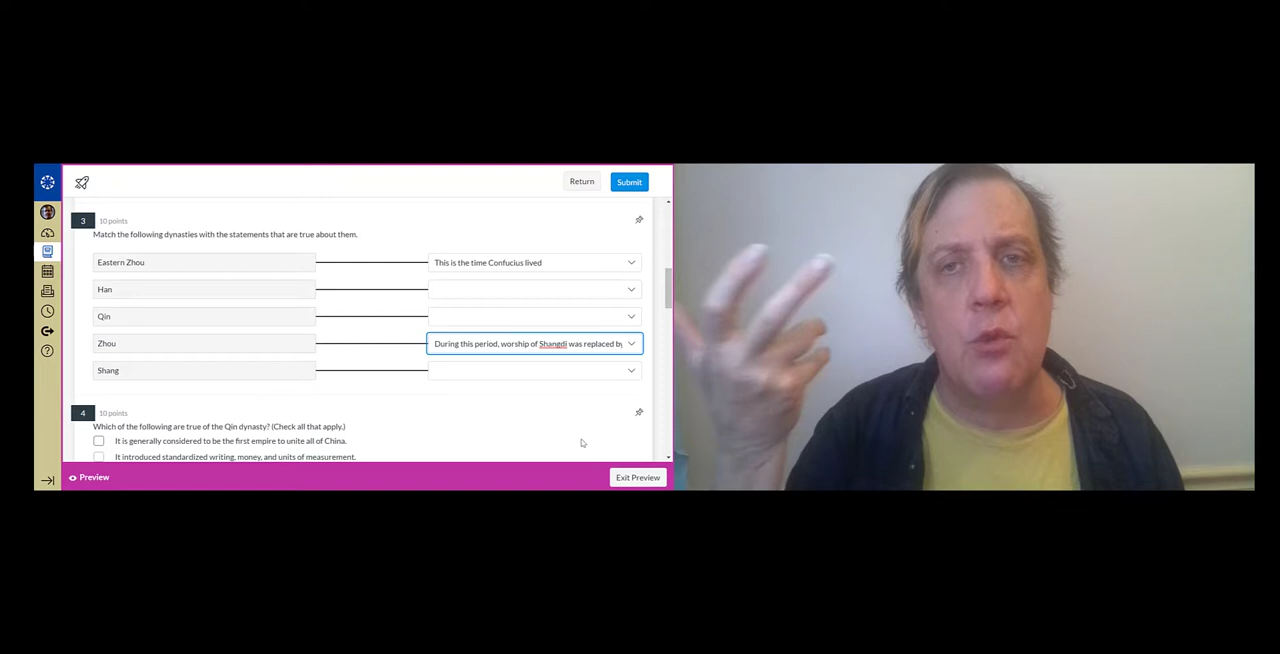 Return
Submit
3
10 points
Match the following dynasties with the statements that are true about them.
Eastern Zhou
This is the time Confucius lived
Han
Qin
Zhou
During this period, worship of Shangdi was replaced by
Shang
4
10 points
Which of the following are true of the Qin dynasty? (Check all that apply.)
It is generally considered to be the first empire to unite all of China.
It introduced standardized writing, money, and units of measurement.
Preview
Exit Preview